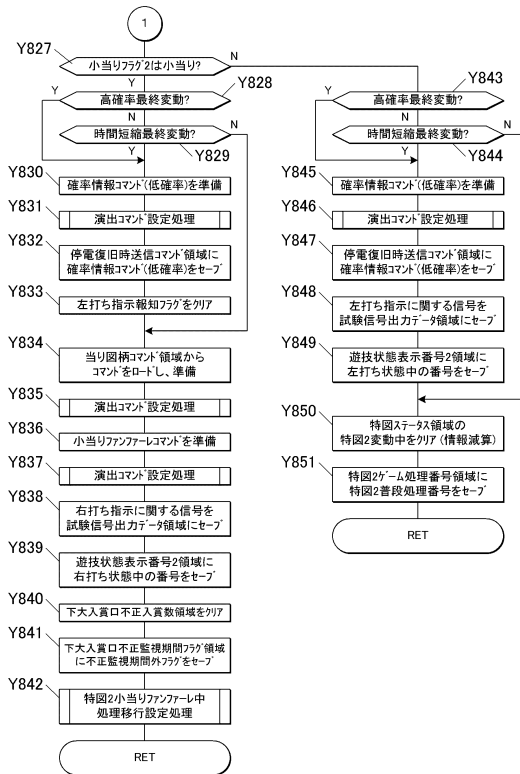 1
Y827
小当りフラグ2は小当り?
N
Y
Y828
高確率最終変動?
Y
N
時間短縮最終変動?
N
Y
Y829
Y830
確率情報コマンド(低確率)を準備
Y831
演出コマンド設定処理
Y832
停電復旧時送信コマンド領域に
確率情報コマンド(低確率)をセーブ
Y833
左打ち指示報知フラグをクリア
Y834
当り図柄コマンド領域から
コマンドをロードし、準備
Y835
演出コマンド設定処理
Y836
小当りファンファーレコマンドを準備
Y837
演出コマンド設定処理
Y838
右打ち指示に関する信号を
試験信号出力データ領域にセーブ
Y839
遊技状態表示番号2領域に
右打ち状態中の番号をセーブ
Y840
下大入賞口不正入賞数領域をクリア
Y841
下大入賞口不正監視期間フラグ領域
に不正監視期間外フラグをセーブ
Y842
特図2小当りファンファーレ中
処理移行設定処理
RET
Y843
高確率最終変動?
Y
N
時間短縮最終変動?
N
Y
Y844
Y845
確率情報コマンド(低確率)を準備
Y846
演出コマンド設定処理
Y847
停電復旧時送信コマンド領域に
確率情報コマンド(低確率)をセーブ
Y848
左打ち指示に関する信号を
試験信号出力データ領域にセーブ
Y849
遊技状態表示番号2領域に
左打ち状態中の番号をセーブ
Y850
特図ステータス領域の
特図2変動中をクリア(情報減算)
Y851
特図2ゲーム処理番号領域に
特図2普段処理番号をセーブ
RET